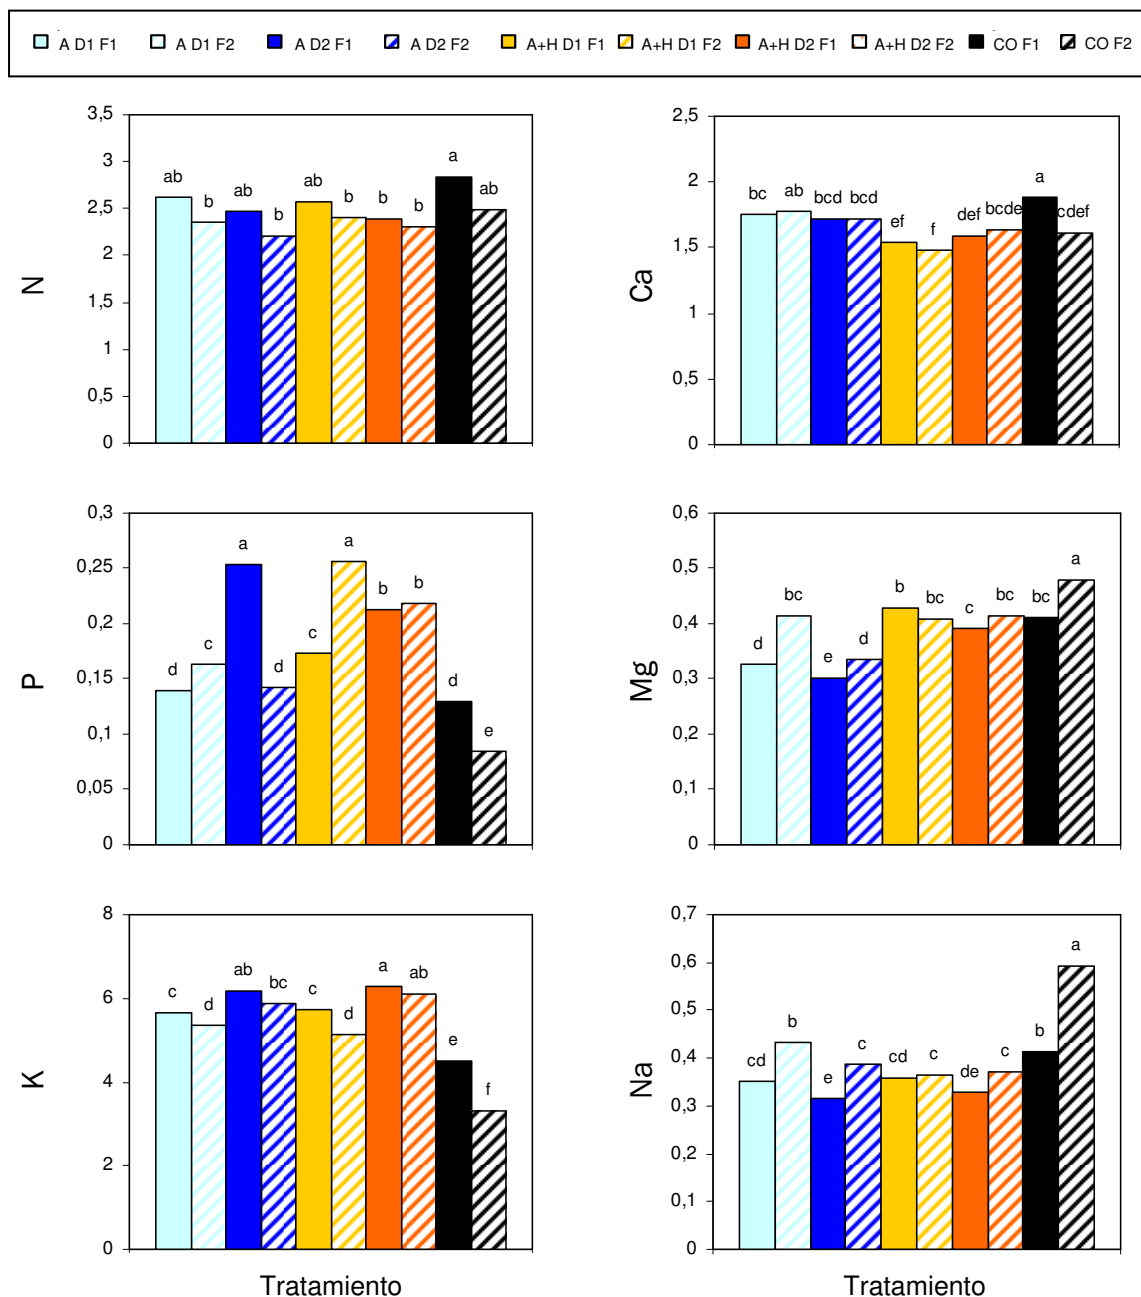 A D1 F1 A D1 F2 A D2 F1 A D2 F2 A+H D1 F1 A+H D1 F2 A+H D2 F1 A+H D2 F2 CO F1 CO F2
N
3,5
3
2,5
2
1,5
1
0,5
0
ab b ab b ab b b b a ab
Ca
2,5
2
1,5
1
0,5
0
bc ab bcd bcd ef f def bcde a cdef
P
0,3
0,25
0,2
0,15
0,1
0,05
0
d c a d c a b b d e
Mg
0,6
0,5
0,4
0,3
0,2
0,1
0
d bc e d b bc c bc bc a
K
8
6
4
2
0
c d ab bc c d a ab e f
Tratamiento
Na
0,7
0,6
0,5
0,4
0,3
0,2
0,1
0
cd b e c cd c de c b a
Tratamiento